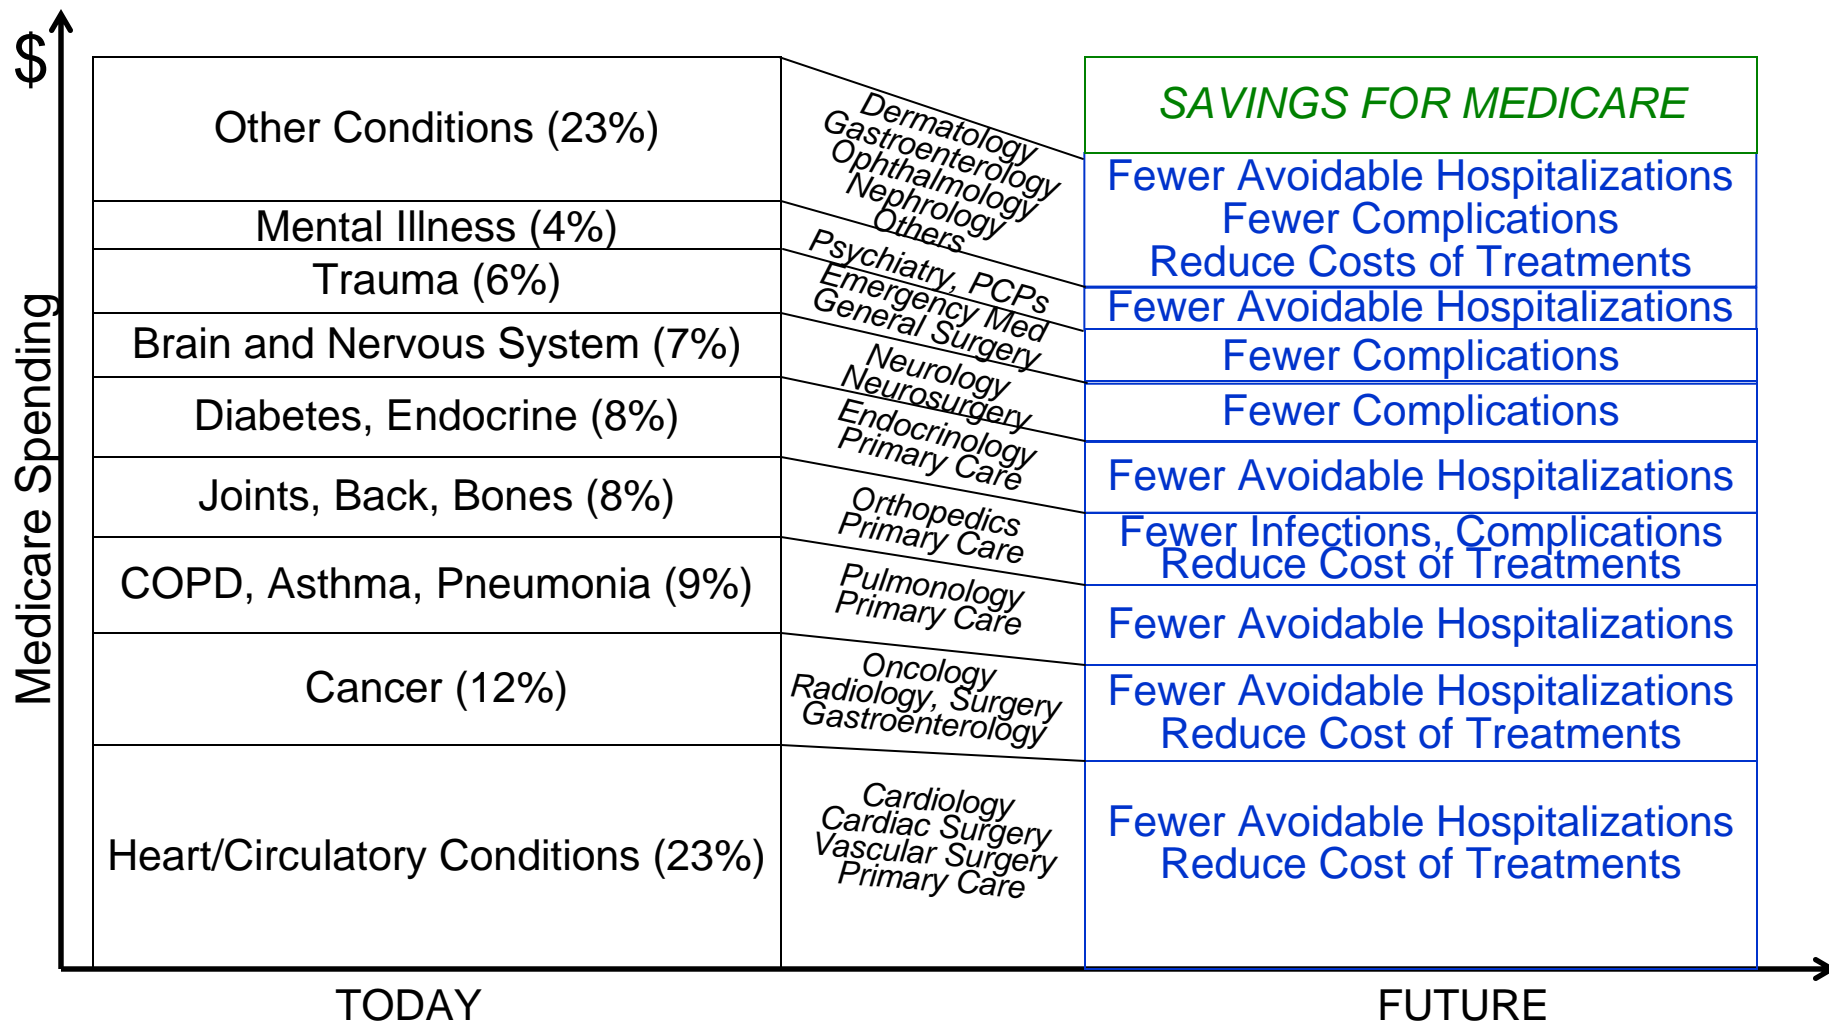 $
Medicare Spending
Other Conditions (23%)
Mental Illness (4%)
Trauma (6%)
Brain and Nervous System (7%)
Diabetes, Endocrine (8%)
Joints, Back, Bones (8%)
COPD, Asthma, Pneumonia (9%)
Cancer (12%)
Heart/Circulatory Conditions (23%)
Dermatology
Gastroenterology
Ophthalmology
Nephrology
Others
Psychiatry, PCPs
Emergency Med
General Surgery
Neurology
Neurosurgery
Endocrinology
Primary Care
Orthopedics
Primary Care
Pulmonology
Primary Care
Oncology
Radiology, Surgery
Gastroenterology
Cardiology
Cardiac Surgery
Vascular Surgery
Primary Care
SAVINGS FOR MEDICARE
Fewer Avoidable Hospitalizations
Fewer Complications
Reduce Costs of Treatments
Fewer Avoidable Hospitalizations
Fewer Complications
Fewer Complications
Fewer Avoidable Hospitalizations
Fewer Infections, Complications
Reduce Cost of Treatments
Fewer Avoidable Hospitalizations
Fewer Avoidable Hospitalizations
Reduce Cost of Treatments
Fewer Avoidable Hospitalizations
Reduce Cost of Treatments
TODAY
FUTURE